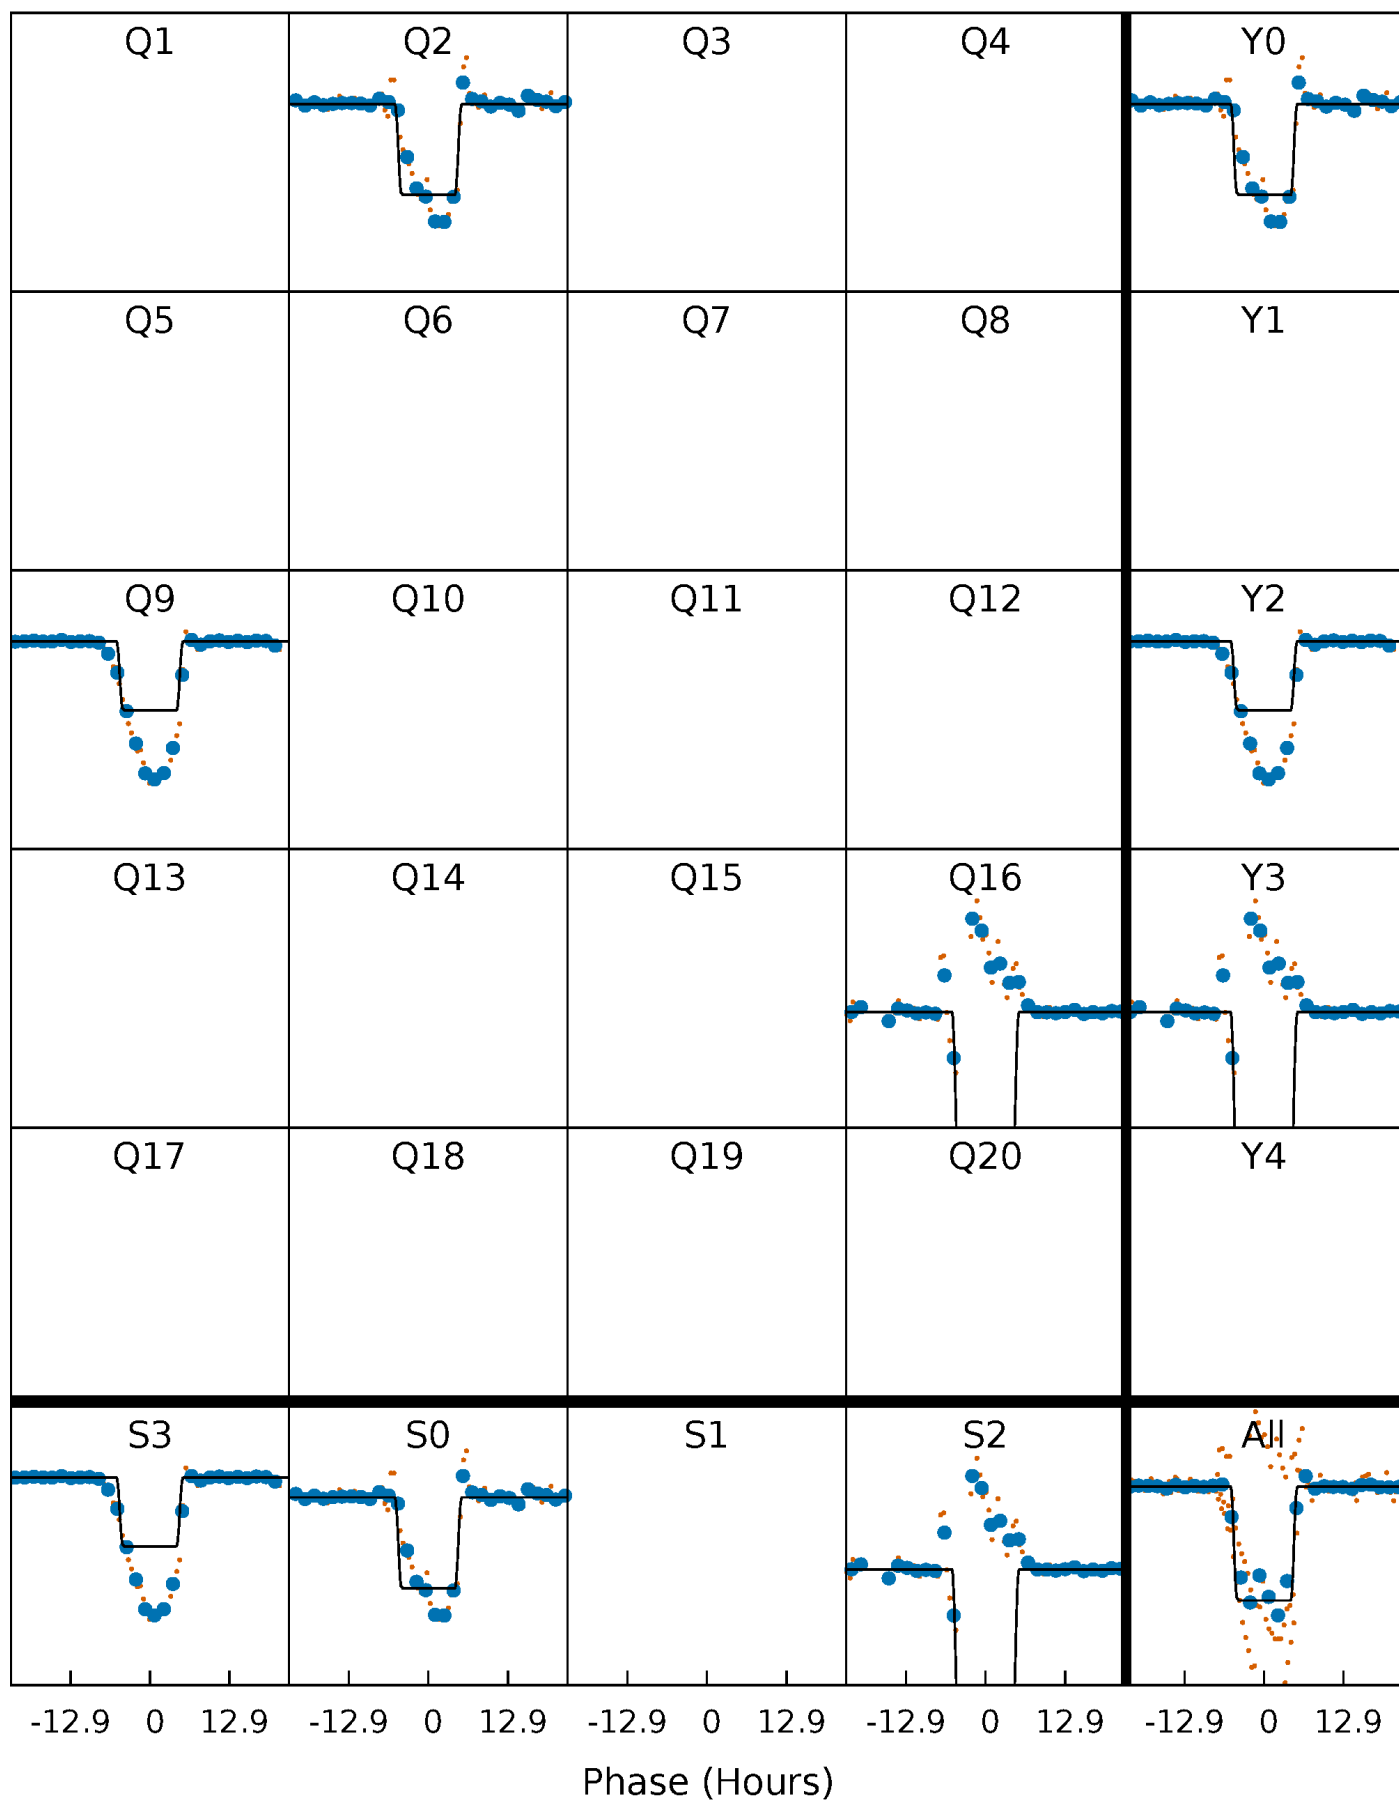 Q1 Q2 Q3 Q4 Y0
Q5 Q6 Q7 Q8 Y1
Q9 Q10 Q11 Q12 Y2
Q13 Q14 Q15 Q16 Y3
Q17 Q18 Q19 Q20 Y4
S3 S0 S1 S2 All
-12.9 0 12.9 -12.9 0 12.9 -12.9 0 12.9 -12.9 0 12.9 -12.9 0 12.9
Phase (Hours)